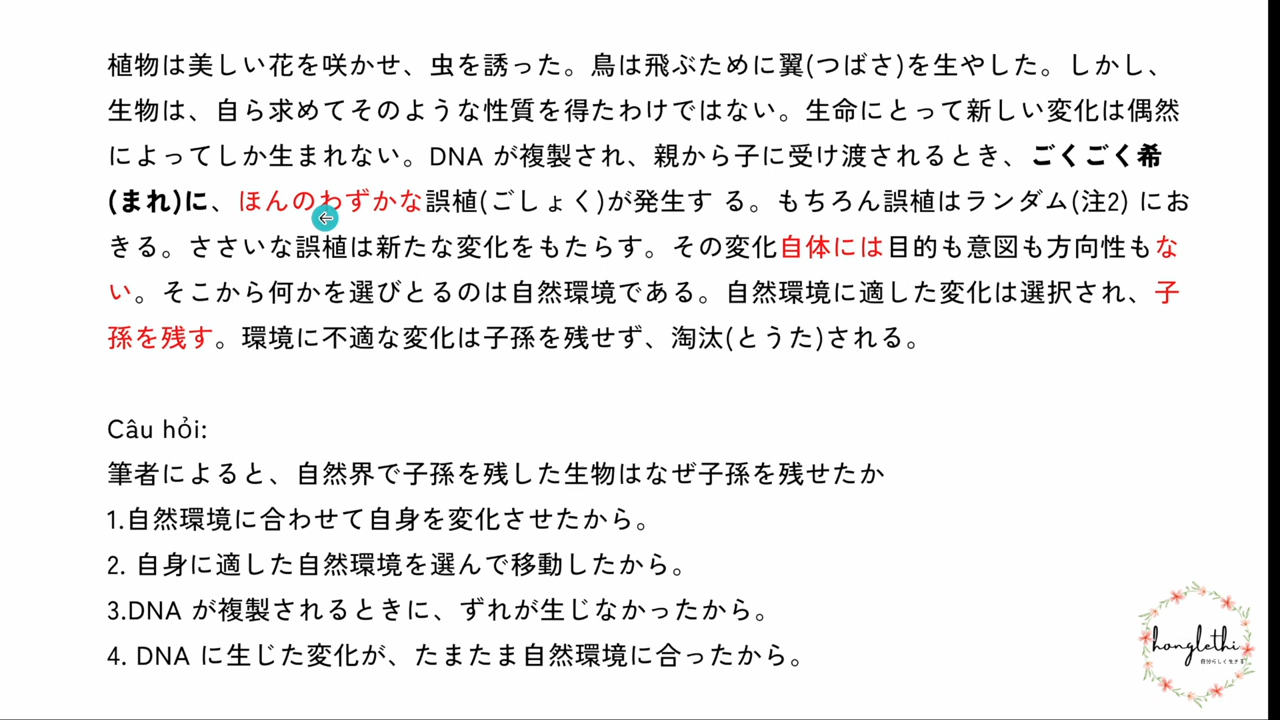 植物は美しい花を咲かせ、虫を誘った。鳥は飛ぶために翼(つばさ)を生やした。しかし、
生物は、自ら求めてそのような性質を得たわけではない。生命にとって新しい変化は偶然
によってしか生まれない。DNA が複製され、親から子に受け渡されるとき、ごくごく希
(まれ)に、ほんのわずかな誤植(ごしょく)が発生す る。もちろん誤植はランダム(注2) にお
きる。ささいな誤植は新たな変化をもたらす。その変化自体には目的も意図も方向性もな
い。そこから何かを選びとるのは自然環境である。自然環境に適した変化は選択され、子
孫を残す。環境に不適な変化は子孫を残せず、淘汰(とうた)される。
Câu hỏi:
筆者によると、自然界で子孫を残した生物はなぜ子孫を残せたか
1.自然環境に合わせて自身を変化させたから。
2. 自身に適した自然環境を選んで移動したから。
3.DNA が複製されるときに、ずれが生じなかったから。
4. DNA に生じた変化が、たまたま自然環境に合ったから。
honglethi
自分らしく生きる